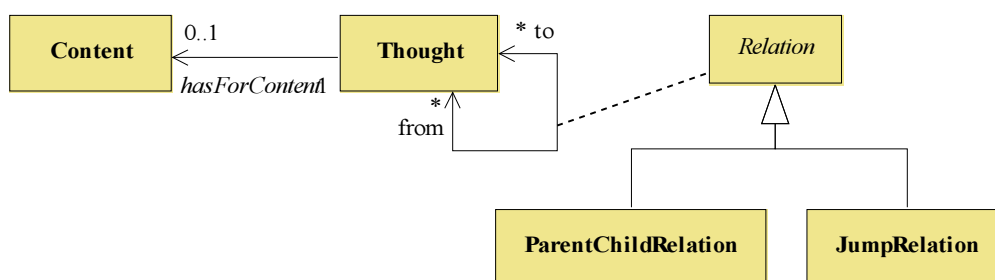 Content
0..1
hasForContent
1
Thought
* to
*
from
Relation
ParentChildRelation
JumpRelation